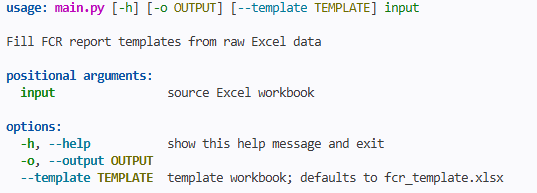 usage: main.py [-h] [-o OUTPUT] [--template TEMPLATE] input
Fill FCR report templates from raw Excel data
positional arguments:
input source Excel workbook
options:
-h, --help show this help message and exit
-o, --output OUTPUT
--template TEMPLATE template workbook; defaults to fcr_template.xlsx